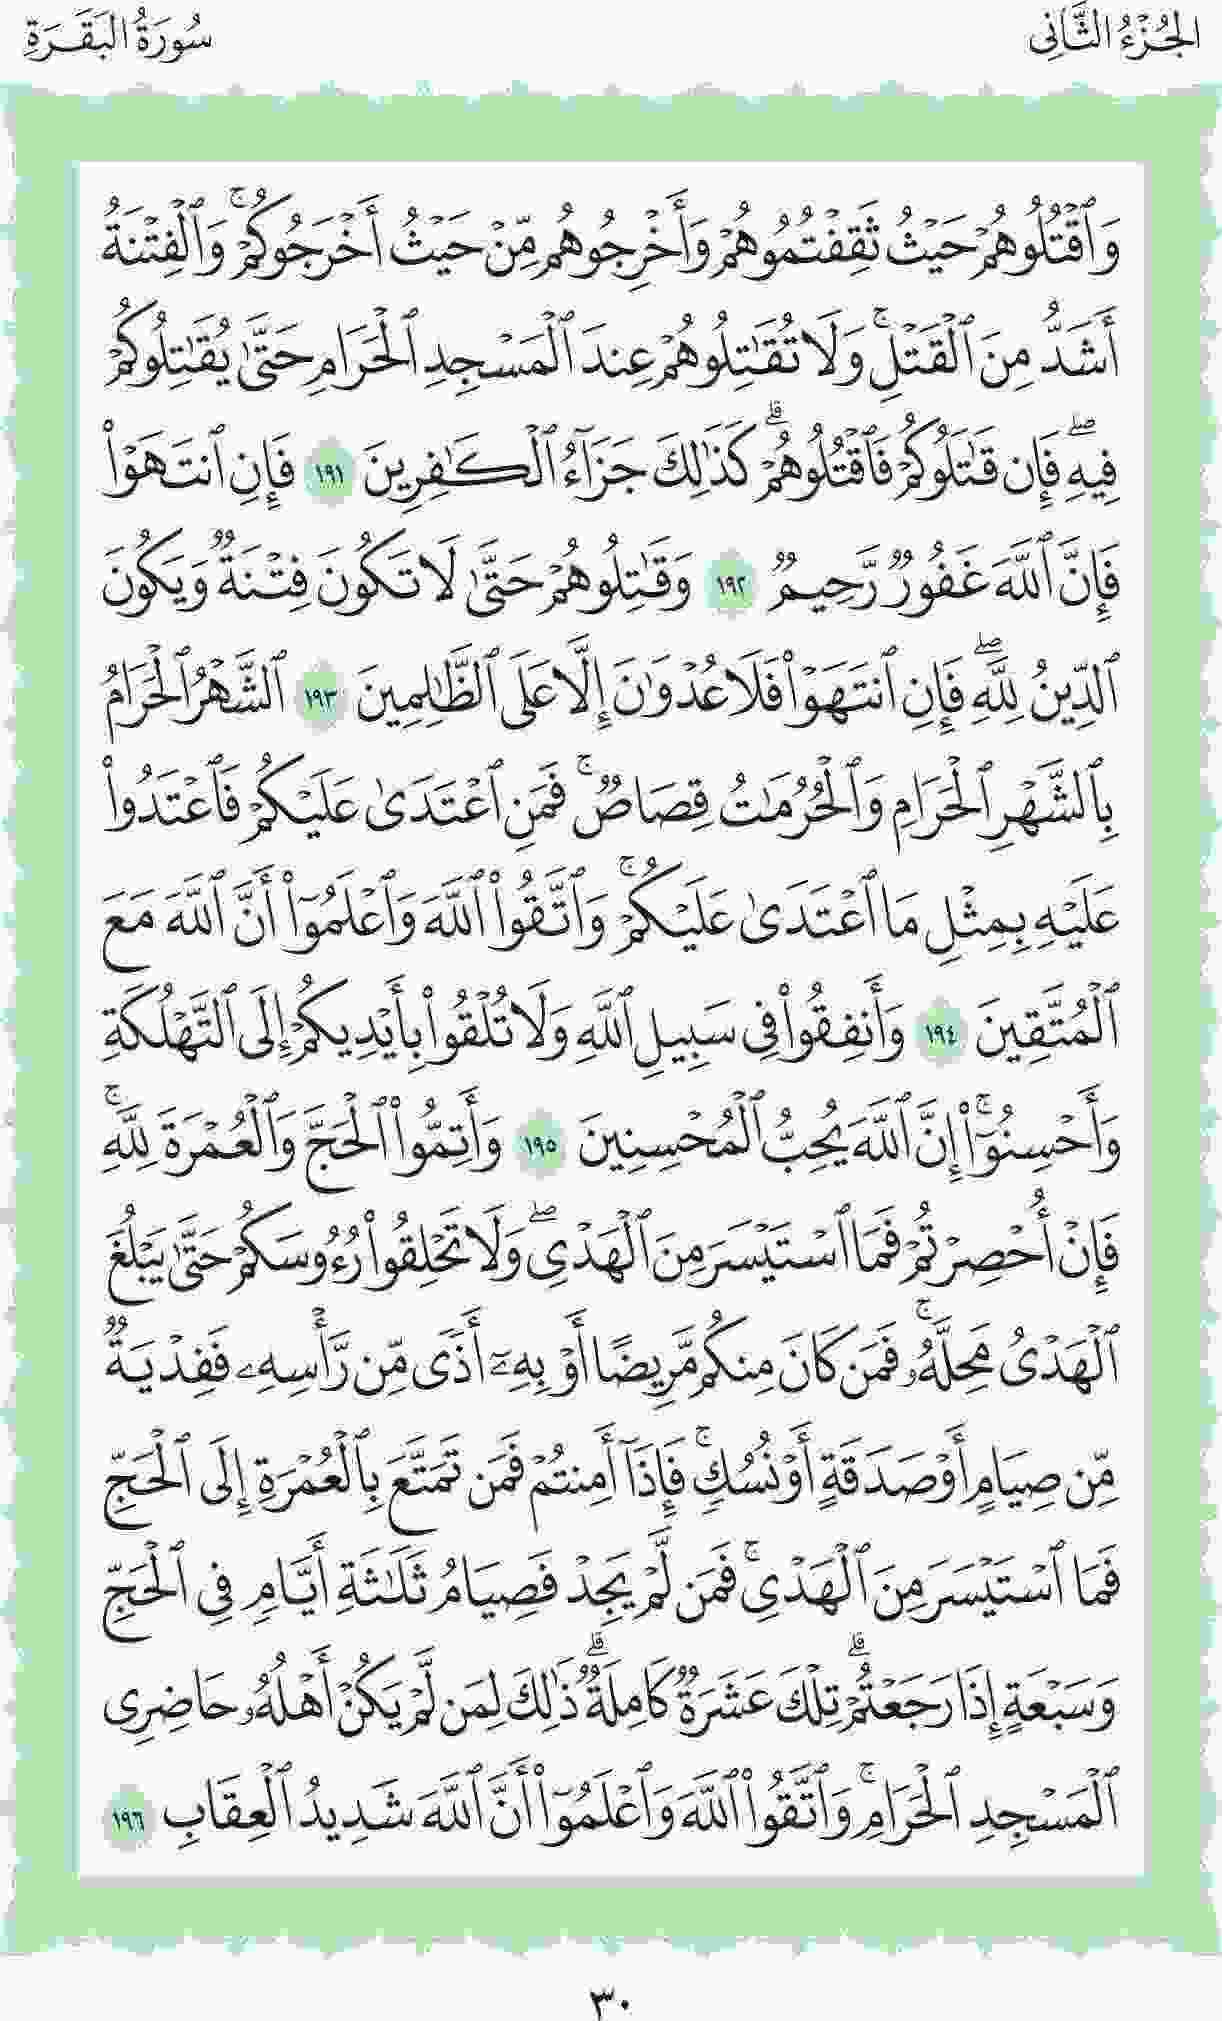 الجُزْءُ الثَّانِي
سُورَةُ البَقَرَةِ
وَٱقْتُلُوهُمْ حَيْثُ ثَقِفْتُمُوهُمْ وَأَخْرِجُوهُم مِّنْ حَيْثُ أَخْرَجُوكُمْ ۚ وَٱلْفِتْنَةُ
أَشَدُّ مِنَ ٱلْقَتْلِ ۚ وَلَا تُقَٰتِلُوهُمْ عِندَ ٱلْمَسْجِدِ ٱلْحَرَامِ حَتَّىٰ يُقَٰتِلُوكُمْ
فِيهِ ۖ فَإِن قَٰتَلُوكُمْ فَٱقْتُلُوهُمْ ۗ كَذَٰلِكَ جَزَآءُ ٱلْكَٰفِرِينَ ١٩١ فَإِنِ ٱنتَهَوْا۟
فَإِنَّ ٱللَّهَ غَفُورٌ رَّحِيمٌ ١٩٢ وَقَٰتِلُوهُمْ حَتَّىٰ لَا تَكُونَ فِتْنَةٌ وَيَكُونَ
ٱلدِّينُ لِلَّهِ ۖ فَإِنِ ٱنتَهَوْا۟ فَلَا عُدْوَٰنَ إِلَّا عَلَى ٱلظَّٰلِمِينَ ١٩٣ ٱلشَّهْرُ ٱلْحَرَامُ
بِٱلشَّهْرِ ٱلْحَرَامِ وَٱلْحُرُمَٰتُ قِصَاصٌ ۚ فَمَنِ ٱعْتَدَىٰ عَلَيْكُمْ فَٱعْتَدُوا۟
عَلَيْهِ بِمِثْلِ مَا ٱعْتَدَىٰ عَلَيْكُمْ ۚ وَٱتَّقُوا۟ ٱللَّهَ وَٱعْلَمُوٓا۟ أَنَّ ٱللَّهَ مَعَ
ٱلْمُتَّقِينَ ١٩٤ وَأَنفِقُوا۟ فِى سَبِيلِ ٱللَّهِ وَلَا تُلْقُوا۟ بِأَيْدِيكُمْ إِلَى ٱلتَّهْلُكَةِ
وَأَحْسِنُوٓا۟ ۚ إِنَّ ٱللَّهَ يُحِبُّ ٱلْمُحْسِنِينَ ١٩٥ وَأَتِمُّوا۟ ٱلْحَجَّ وَٱلْعُمْرَةَ لِلَّهِ ۚ
فَإِنْ أُحْصِرْتُمْ فَمَا ٱسْتَيْسَرَ مِنَ ٱلْهَدْىِ ۖ وَلَا تَحْلِقُوا۟ رُءُوسَكُمْ حَتَّىٰ يَبْلُغَ
ٱلْهَدْىُ مَحِلَّهُۥ ۚ فَمَن كَانَ مِنكُم مَّرِيضًا أَوْ بِهِۦٓ أَذًى مِّن رَّأْسِهِۦ فَفِدْيَةٌ
مِّن صِيَامٍ أَوْ صَدَقَةٍ أَوْ نُسُكٍ ۚ فَإِذَآ أَمِنتُمْ فَمَن تَمَتَّعَ بِٱلْعُمْرَةِ إِلَى ٱلْحَجِّ
فَمَا ٱسْتَيْسَرَ مِنَ ٱلْهَدْىِ ۚ فَمَن لَّمْ يَجِدْ فَصِيَامُ ثَلَٰثَةِ أَيَّامٍ فِى ٱلْحَجِّ
وَسَبْعَةٍ إِذَا رَجَعْتُمْ ۗ تِلْكَ عَشَرَةٌ كَامِلَةٌ ۗ ذَٰلِكَ لِمَن لَّمْ يَكُنْ أَهْلُهُۥ حَاضِرِى
ٱلْمَسْجِدِ ٱلْحَرَامِ ۚ وَٱتَّقُوا۟ ٱللَّهَ وَٱعْلَمُوٓا۟ أَنَّ ٱللَّهَ شَدِيدُ ٱلْعِقَابِ ١٩٦
٣٠